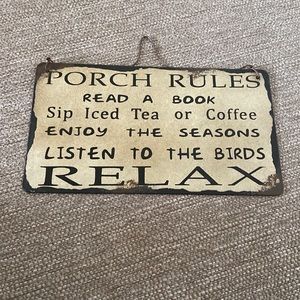 PORCH RULES
READ A BOOK
Sip Iced Tea or Coffee
ENJOY THE SEASONS
LISTEN TO THE BIRDS
RELAX